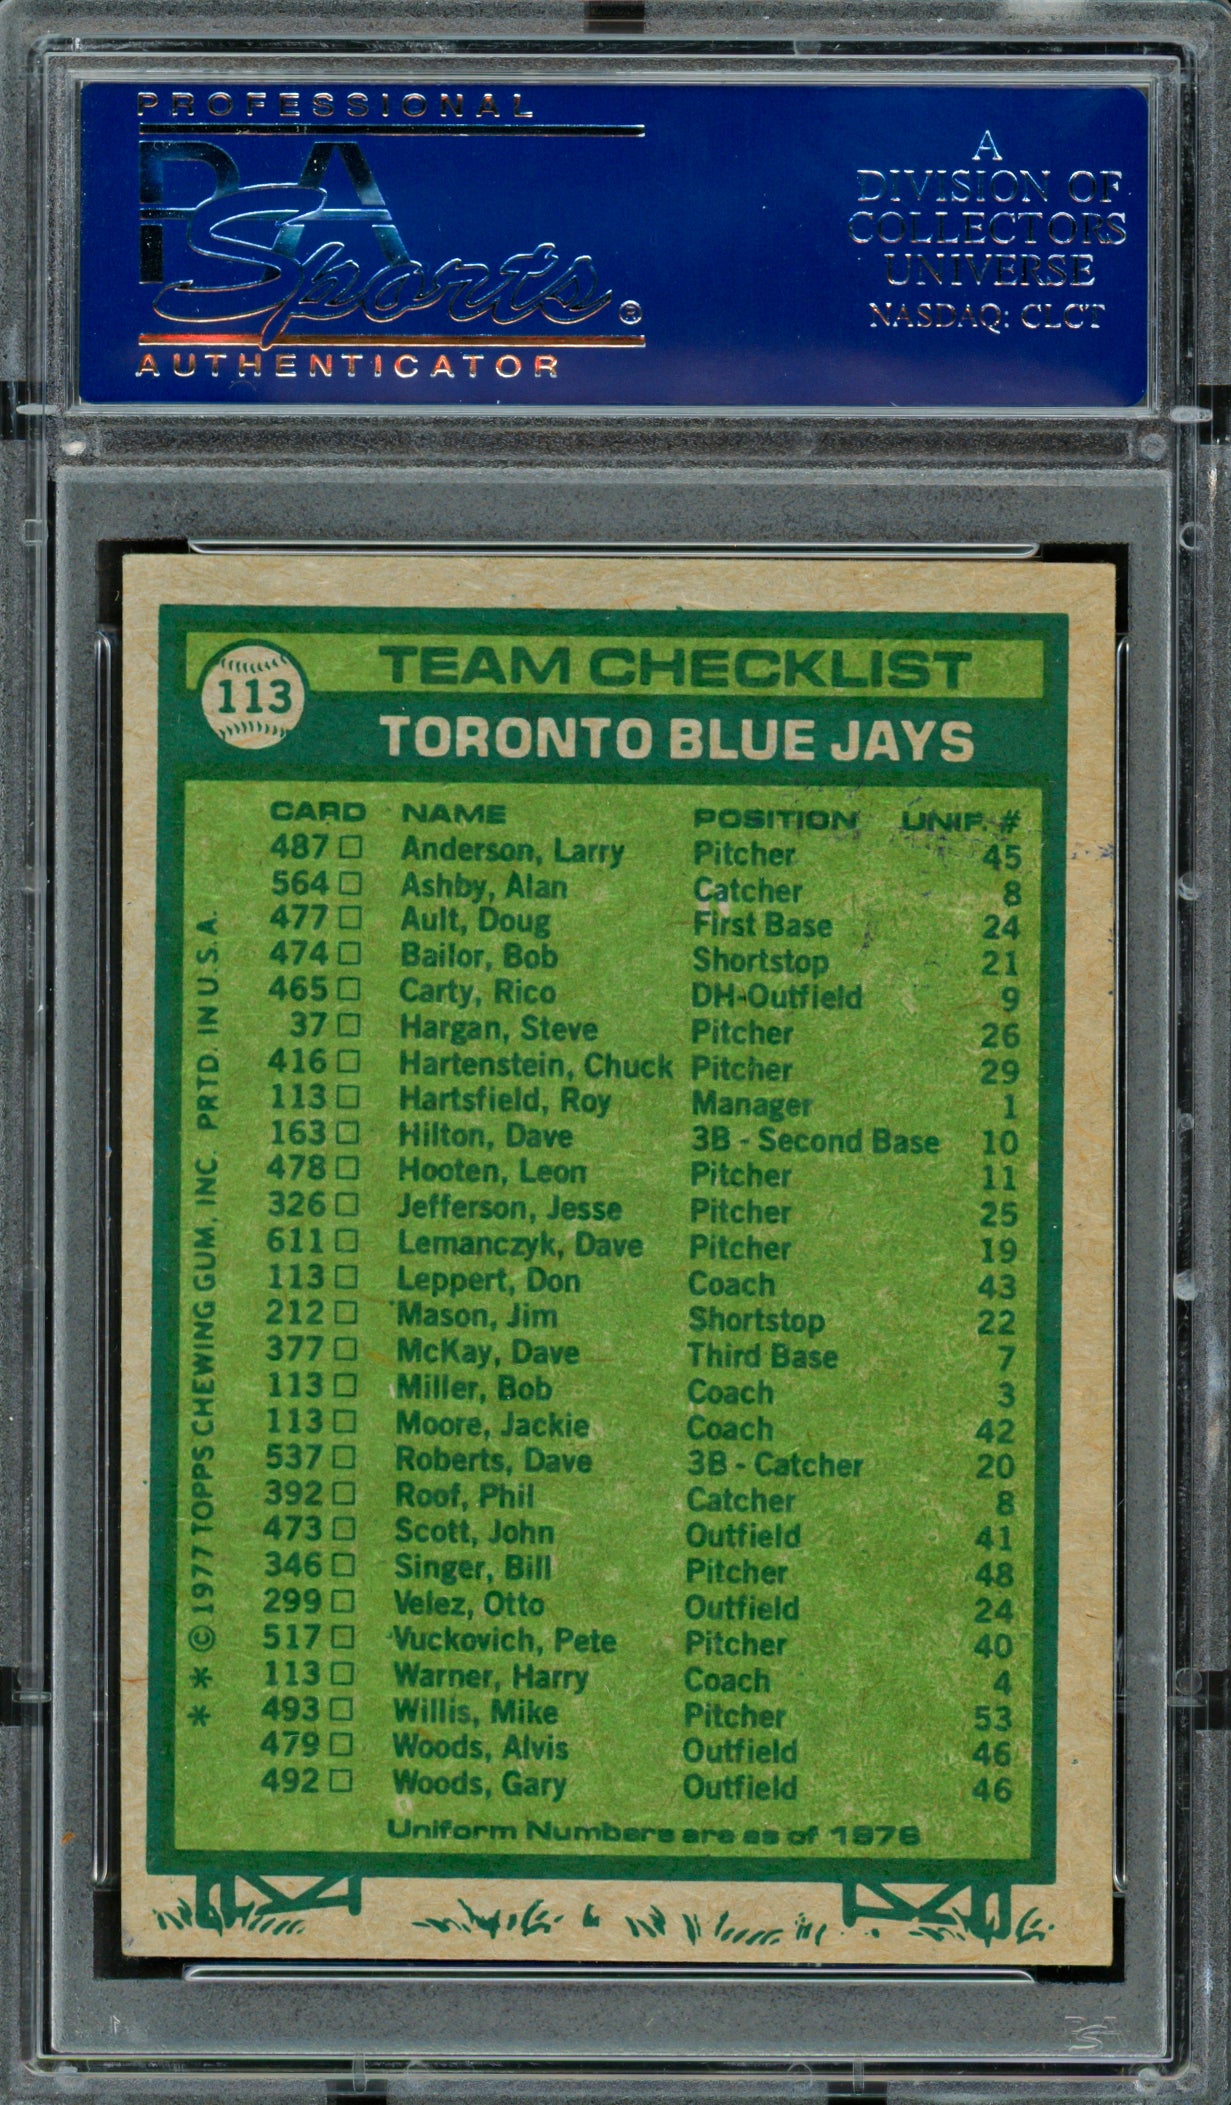 PROFESSIONAL
PSA
Sports®
AUTHENTICATOR
A
DIVISION OF
COLLECTORS
UNIVERSE
NASDAQ: CLCT
113
TEAM CHECKLIST
TORONTO BLUE JAYS
CARD NAME POSITION UNIF. #
487 □ Anderson, Larry Pitcher 45
564 □ Ashby, Alan Catcher 8
477 □ Ault, Doug First Base 24
474 □ Bailor, Bob Shortstop 21
465 □ Carty, Rico DH-Outfield 9
37 □ Hargan, Steve Pitcher 26
416 □ Hartenstein, Chuck Pitcher 29
113 □ Hartsfield, Roy Manager 1
163 □ Hilton, Dave 3B - Second Base 10
478 □ Hooten, Leon Pitcher 11
326 □ Jefferson, Jesse Pitcher 25
611 □ Lemanczyk, Dave Pitcher 19
113 □ Leppert, Don Coach 43
212 □ Mason, Jim Shortstop 22
377 □ McKay, Dave Third Base 7
113 □ Miller, Bob Coach 3
113 □ Moore, Jackie Coach 42
537 □ Roberts, Dave 3B - Catcher 20
392 □ Roof, Phil Catcher 8
473 □ Scott, John Outfield 41
346 □ Singer, Bill Pitcher 48
299 □ Velez, Otto Outfield 24
517 □ Vuckovich, Pete Pitcher 40
113 □ Warner, Harry Coach 4
493 □ Willis, Mike Pitcher 53
479 □ Woods, Alvis Outfield 46
492 □ Woods, Gary Outfield 46
Uniform Numbers are as of 1976
* * © 1977 TOPPS CHEWING GUM, INC. PRTD. IN U.S.A.